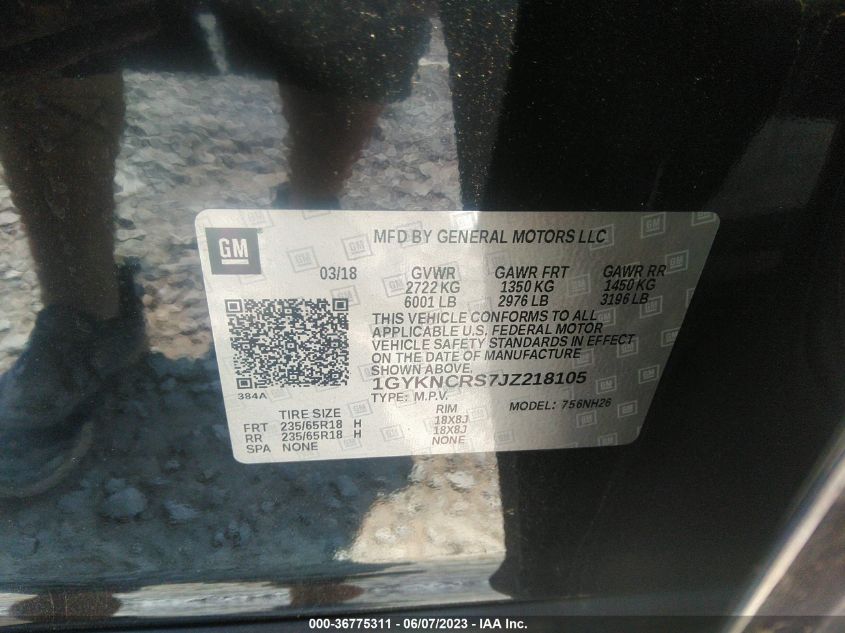 GM
MFD BY GENERAL MOTORS LLC
03/18
GVWR GAWR FRT GAWR RR
2722 KG 1350 KG 1450 KG
6001 LB 2976 LB 3196 LB
THIS VEHICLE CONFORMS TO ALL
APPLICABLE U.S. FEDERAL MOTOR
VEHICLE SAFETY STANDARDS IN EFFECT
ON THE DATE OF MANUFACTURE
SHOWN ABOVE.
1GYKNCRS7JZ218105
384A
TYPE: M.P.V. MODEL: 756NH26
TIRE SIZE RIM
FRT 235/65R18 H 18X8J
RR 235/65R18 H 18X8J
SPA NONE NONE
000-36775311 - 06/07/2023 - IAA Inc.